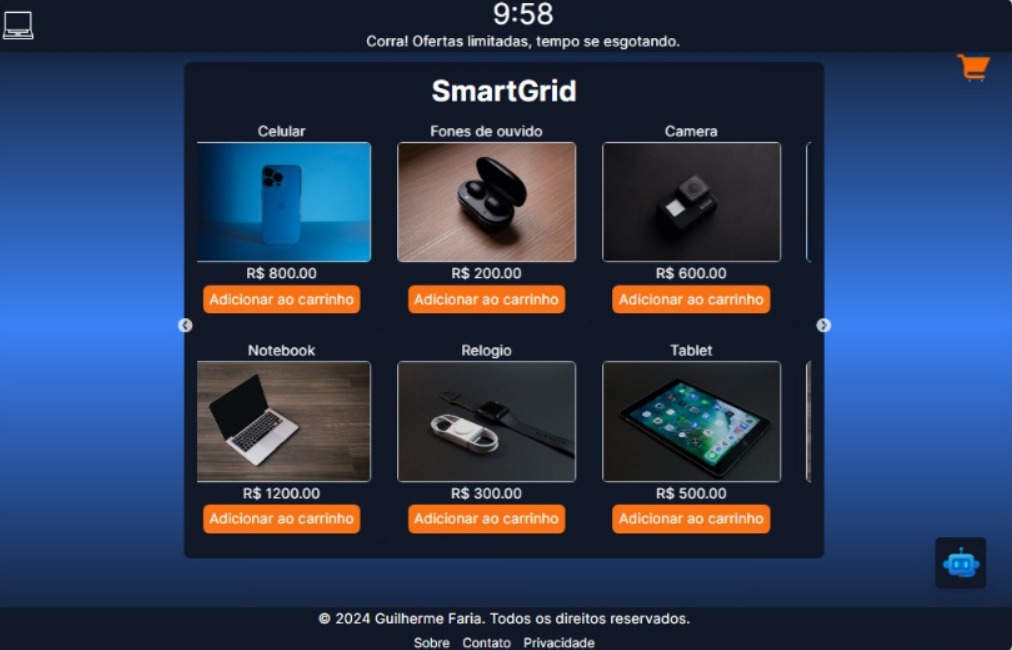 9:58
Corra! Ofertas limitadas, tempo se esgotando.
SmartGrid
Celular Fones de ouvido Camera
R$ 800.00 R$ 200.00 R$ 600.00
Adicionar ao carrinho Adicionar ao carrinho Adicionar ao carrinho
Notebook Relogio Tablet
R$ 1200.00 R$ 300.00 R$ 500.00
Adicionar ao carrinho Adicionar ao carrinho Adicionar ao carrinho
© 2024 Guilherme Faria. Todos os direitos reservados.
Sobre Contato Privacidade